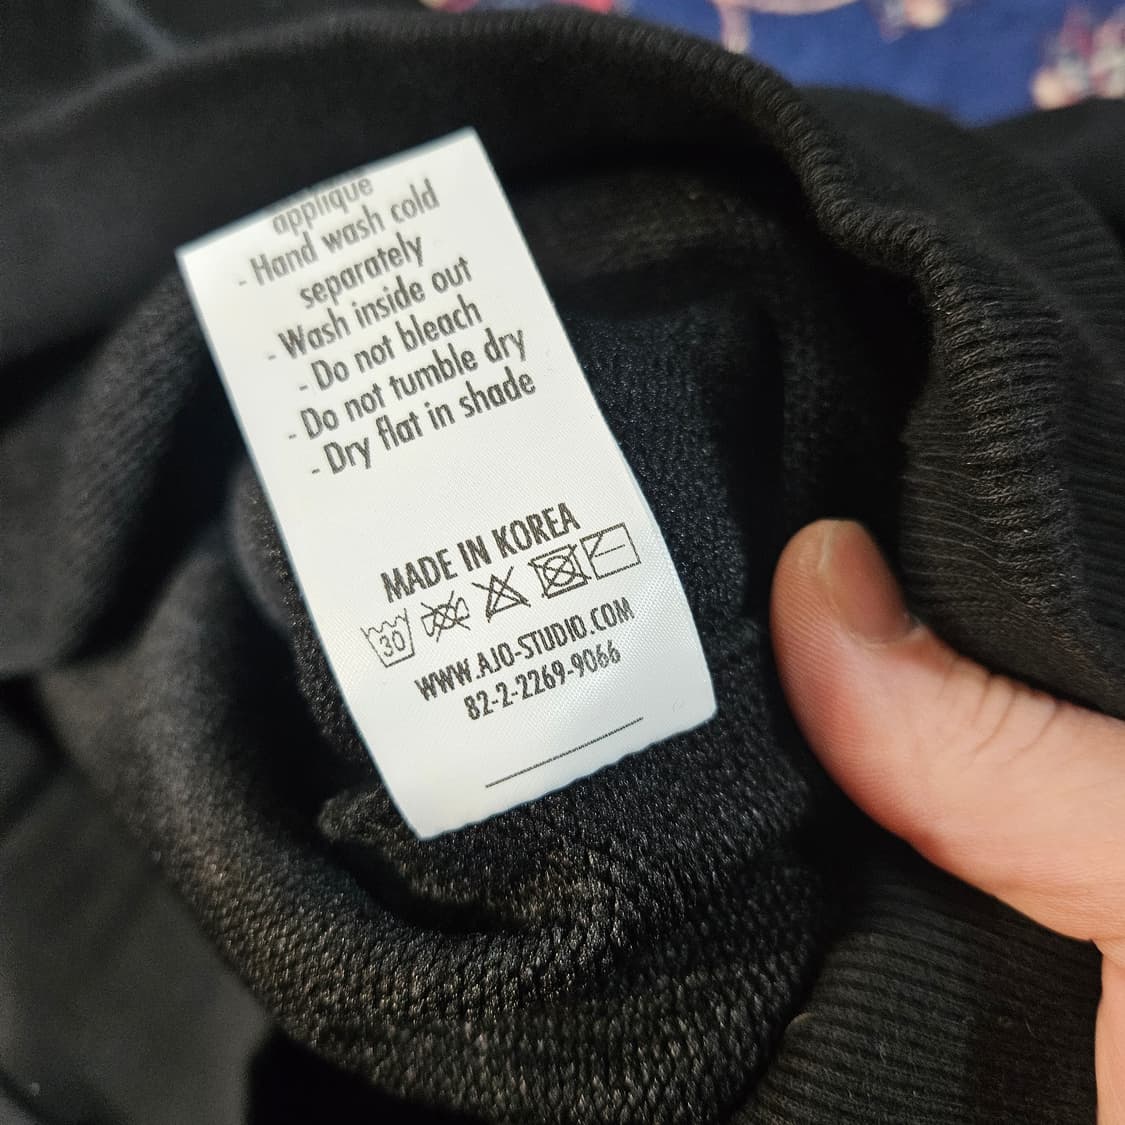 applique
- Hand wash cold
separately
- Wash inside out
- Do not bleach
- Do not tumble dry
- Dry flat in shade
MADE IN KOREA
30
WWW.AJO-STUDIO.COM
82-2-2269-9066